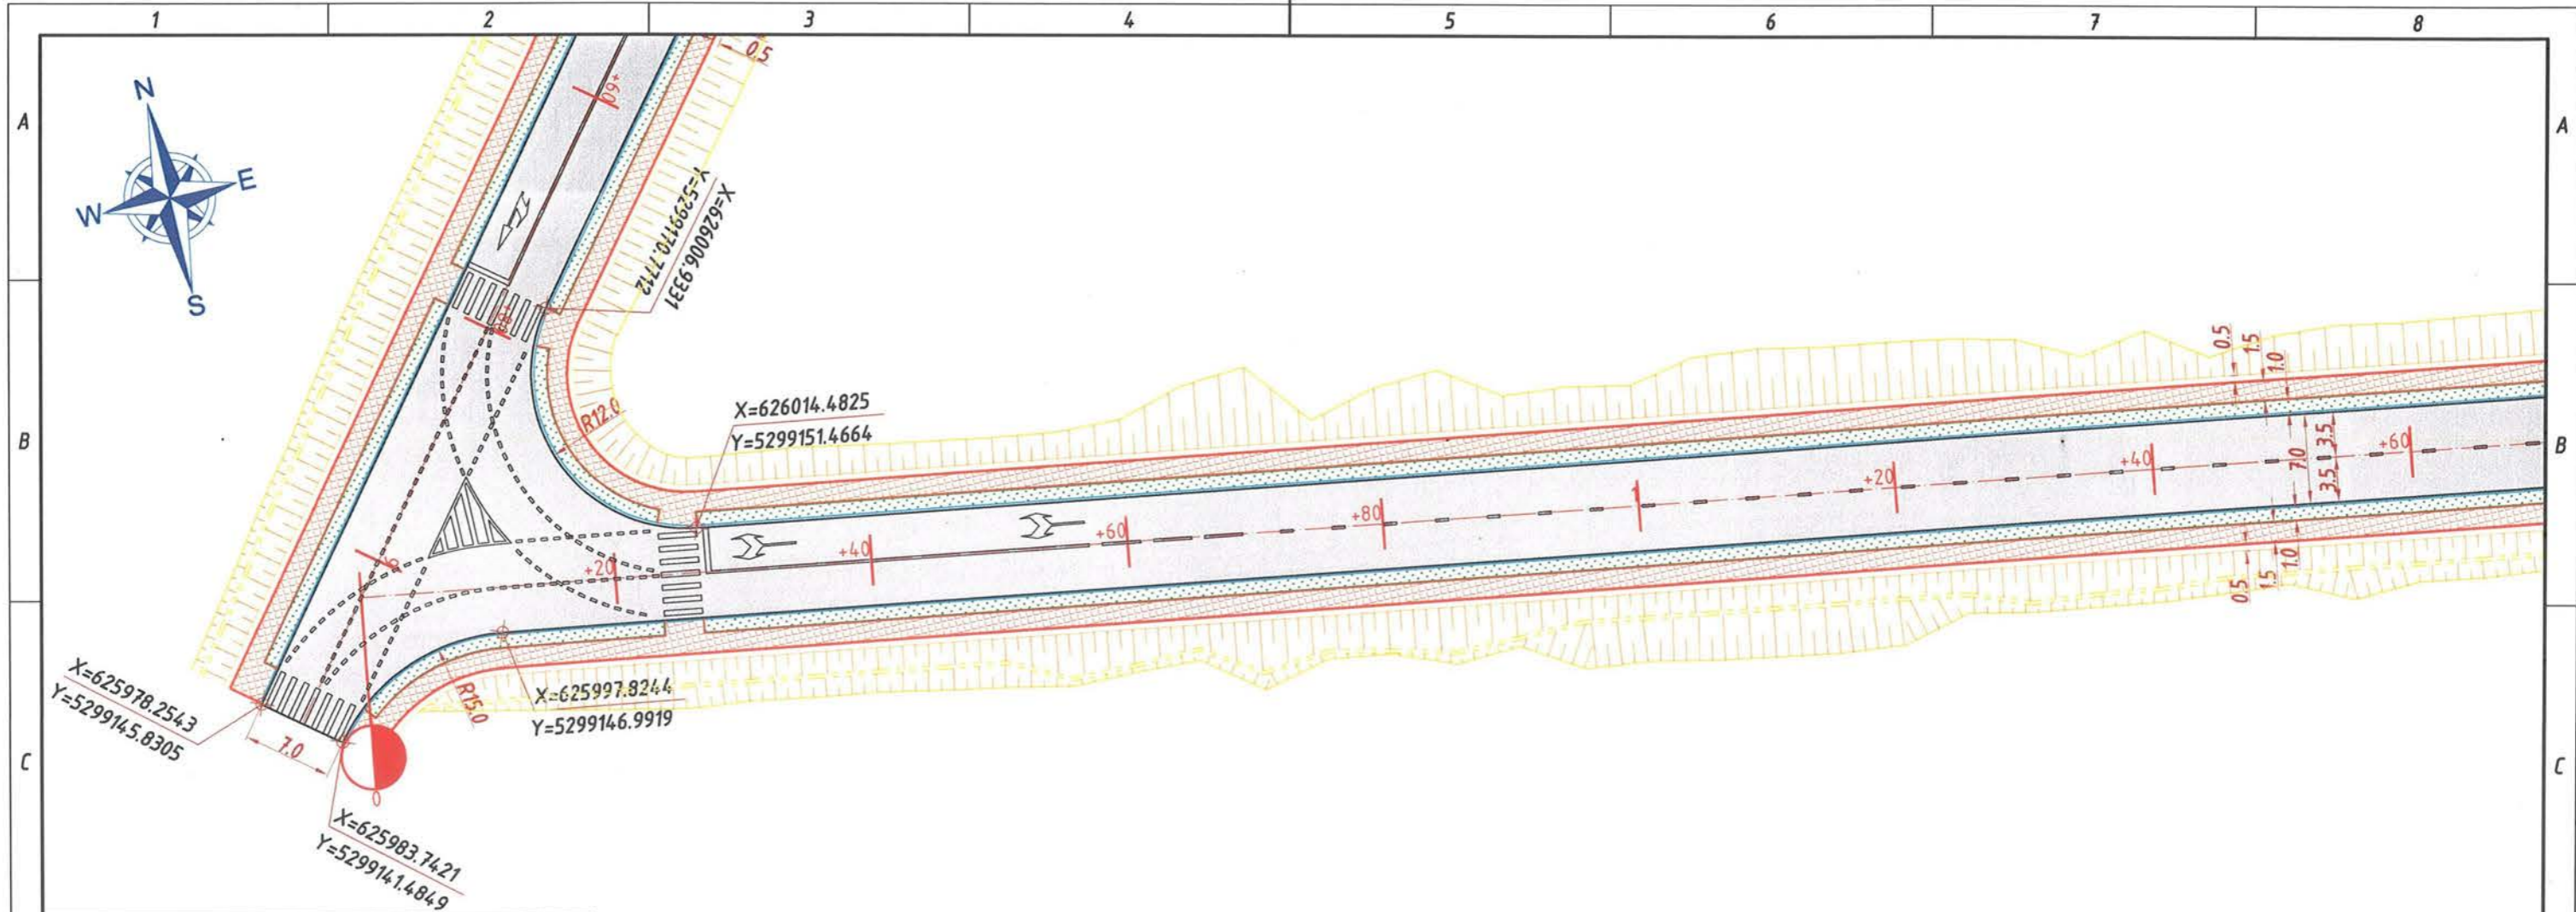 1 2 3 4 5 6 7 8
A
A
B
B
C
C
N
E
W
S
0.5
+60
X=626006.9331
Y=5299170.7712
R12.0
X=626014.4825
Y=5299151.4664
+20
+40
+60
+80
1
+20
+40
+60
0.5
1.5
1.0
7.0
3.5
3.5
0.5
1.5
1.0
X=625978.2543
Y=5299145.8305
7.0
R15.0
X=625997.8244
Y=5299146.9919
0
X=625983.7421
Y=5299141.4849